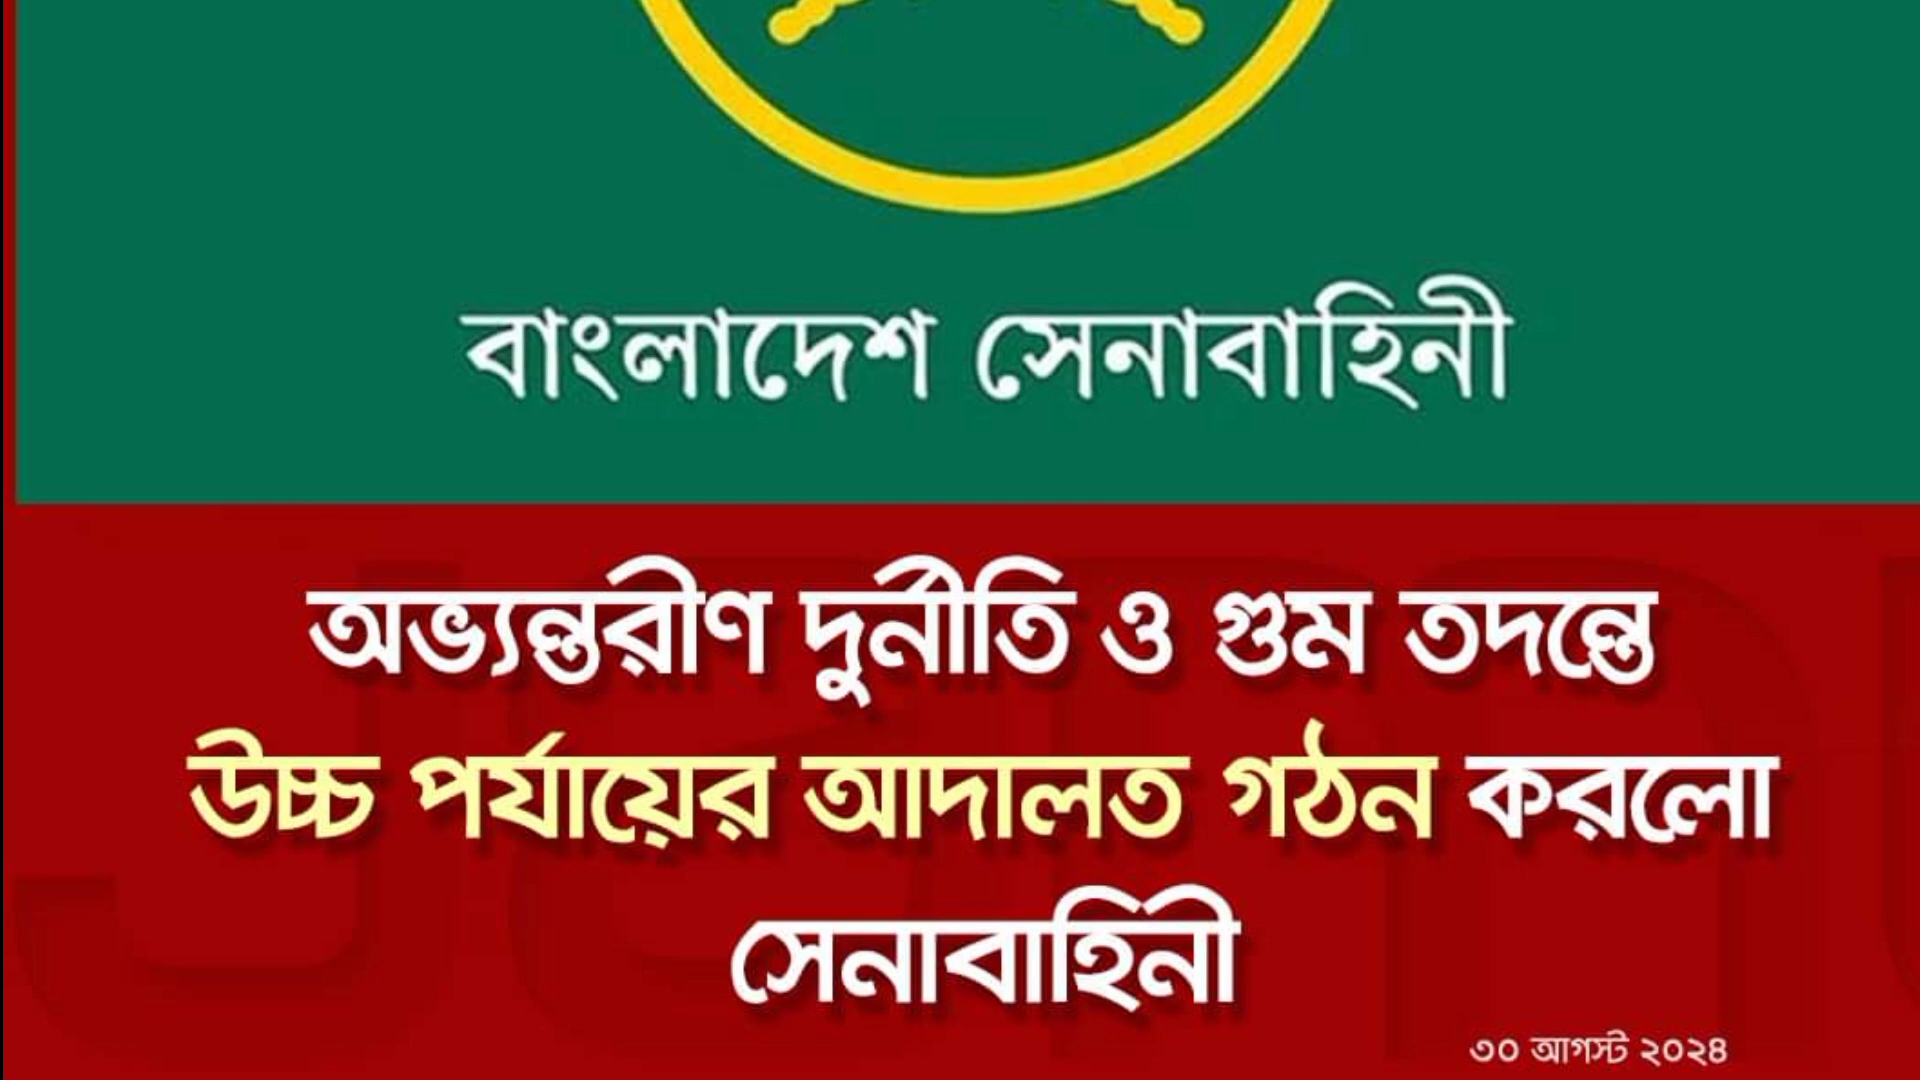 বাংলাদেশ সেনাবাহিনী
অভ্যন্তরীণ দুর্নীতি ও গুম তদন্তে
উচ্চ পর্যায়ের আদালত গঠন করলো
সেনাবাহিনী
৩০ আগস্ট ২০২৪